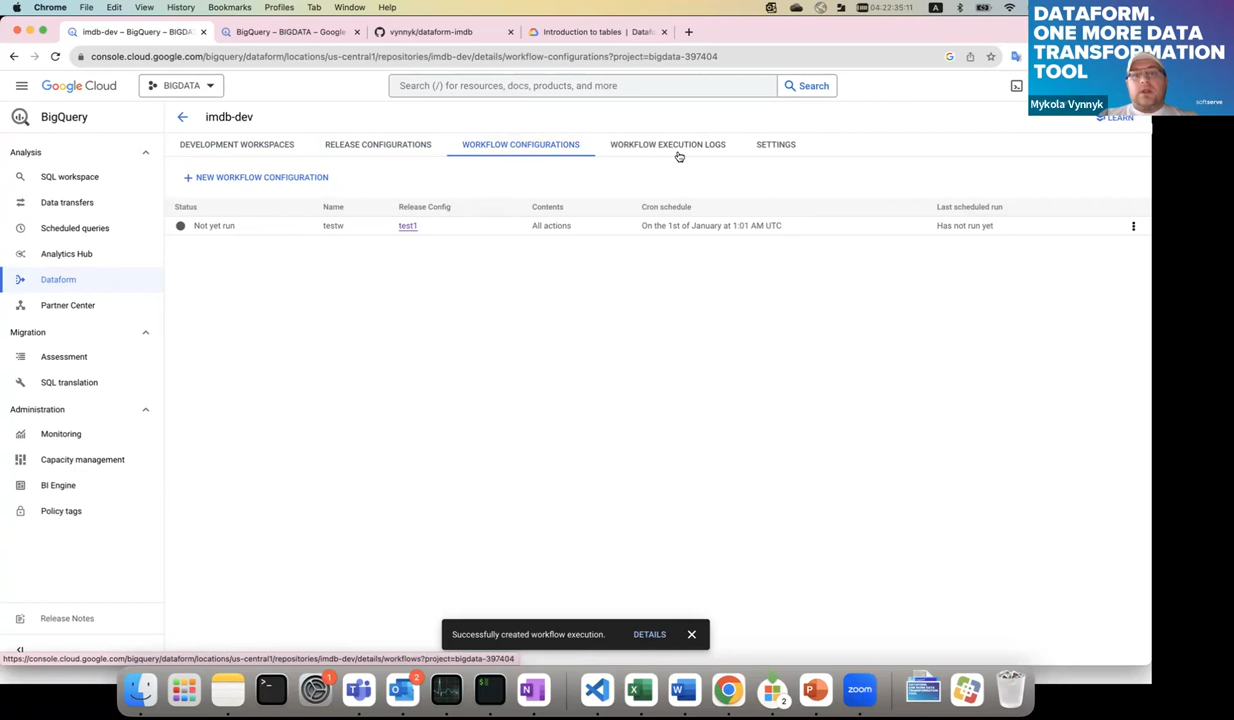 Chrome File Edit View History Bookmarks Profiles Tab Window Help 04:22:35:11 A
imdb-dev – BigQuery – BIGDA
BigQuery – BIGDATA – Google
vynnyk/dataform-imdb
Introduction to tables | Datafo
console.cloud.google.com/bigquery/dataform/locations/us-central1/repositories/imdb-dev/details/workflow-configurations?project=bigdata-397404
DATAFORM.
ONE MORE DATA
TRANSFORMATION
TOOL
Mykola Vynnyk
softserve
Google Cloud
BIGDATA
Search (/) for resources, docs, products, and more
Search
BigQuery
imdb-dev
LEARN
DEVELOPMENT WORKSPACES
RELEASE CONFIGURATIONS
WORKFLOW CONFIGURATIONS
WORKFLOW EXECUTION LOGS
SETTINGS
NEW WORKFLOW CONFIGURATION
Status Name Release Config Contents Cron schedule Last scheduled run
Not yet run testw test1 All actions On the 1st of January at 1:01 AM UTC Has not run yet
Analysis
SQL workspace
Data transfers
Scheduled queries
Analytics Hub
Dataform
Partner Center
Migration
Assessment
SQL translation
Administration
Monitoring
Capacity management
BI Engine
Policy tags
Release Notes
Successfully created workflow execution. DETAILS
https://console.cloud.google.com/bigquery/dataform/locations/us-central1/repositories/imdb-dev/details/workflows?project=bigdata-397404
1
2
2
zoom